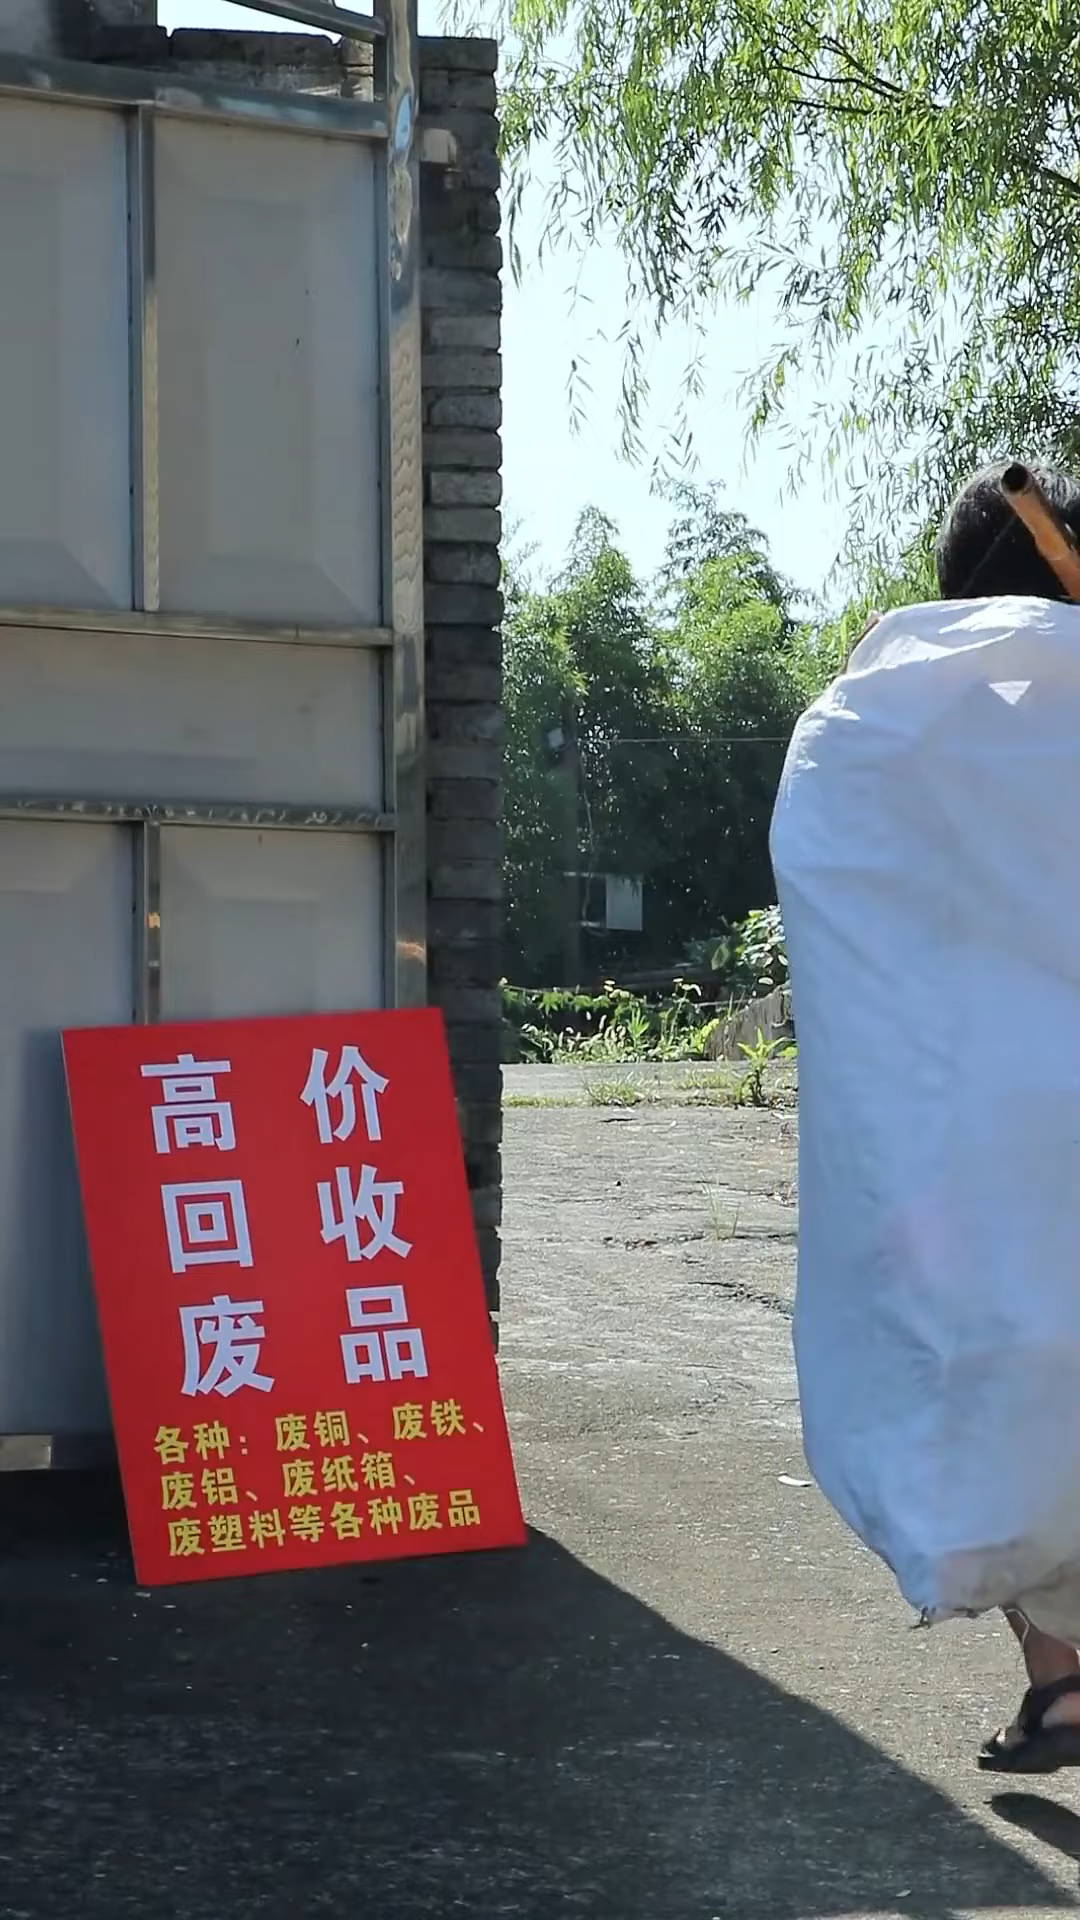 高价
回收
废品
各种：废铜、废铁、
废铝、废纸箱、
废塑料等各种废品